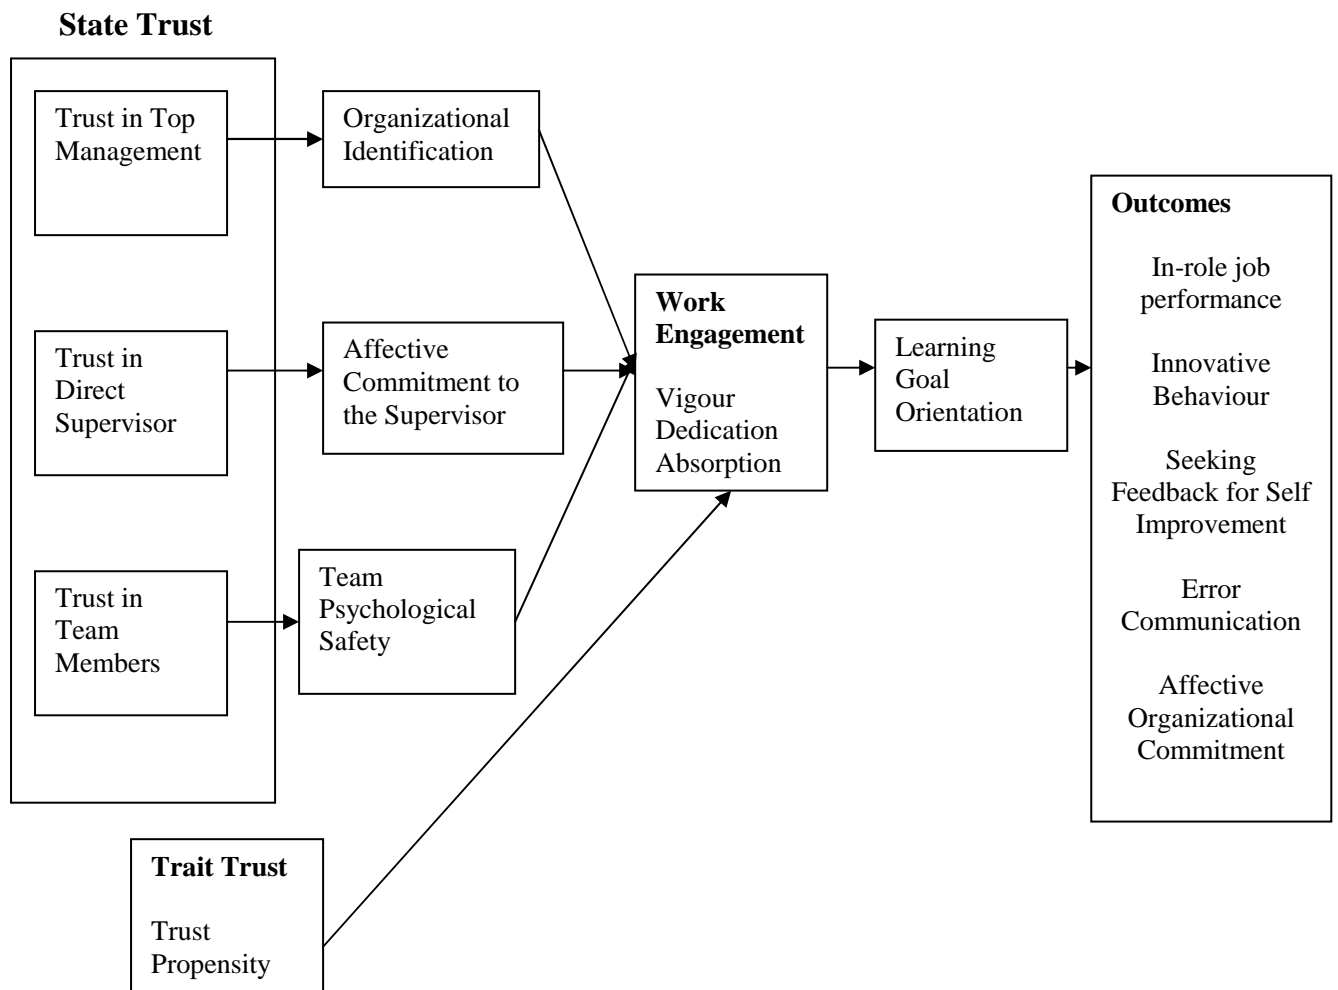 State Trust
Trust in Top
Management
Organizational
Identification
Trust in
Direct
Supervisor
Affective
Commitment to
the Supervisor
Trust in
Team
Members
Team
Psychological
Safety
Trait Trust
Trust
Propensity
Work
Engagement
Vigour
Dedication
Absorption
Learning
Goal
Orientation
Outcomes
In-role job
performance
Innovative
Behaviour
Seeking
Feedback for Self
Improvement
Error
Communication
Affective
Organizational
Commitment